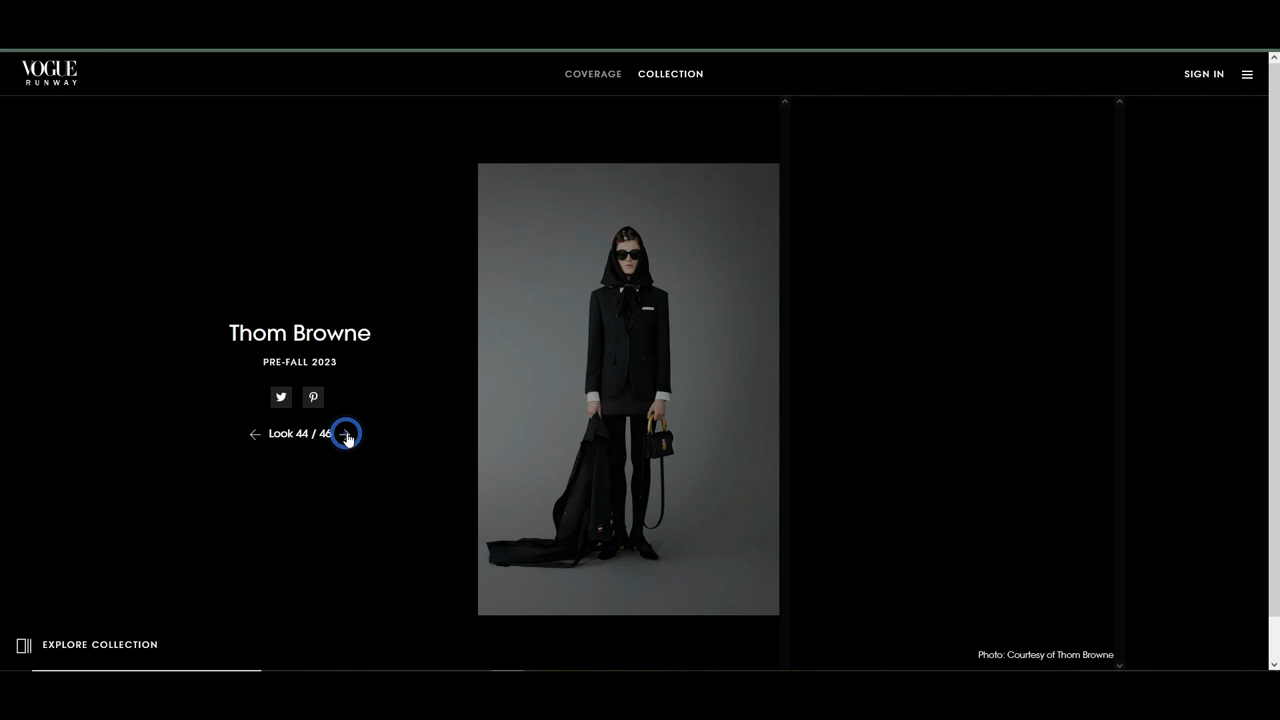 VOGUE
RUNWAY
COVERAGE
COLLECTION
SIGN IN
Thom Browne
PRE-FALL 2023
Look 44 / 46
EXPLORE COLLECTION
Photo: Courtesy of Thom Browne